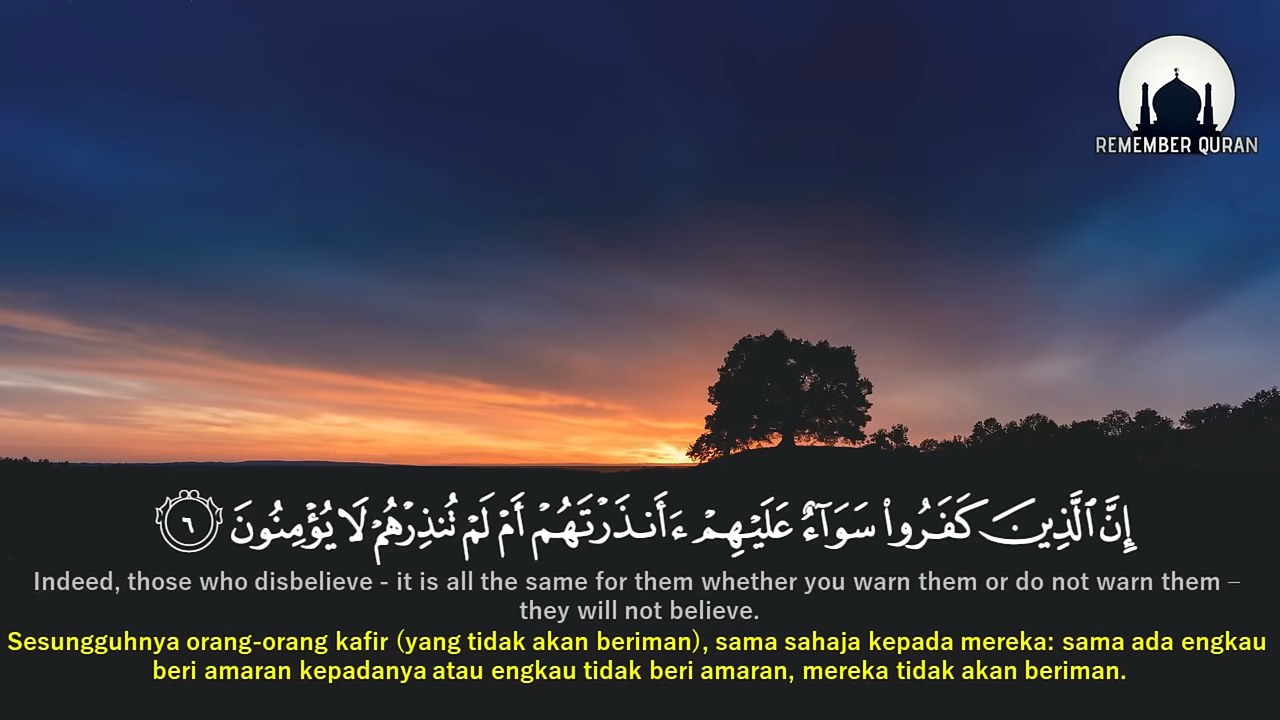 REMEMBER QURAN
إِنَّ ٱلَّذِينَ كَفَرُوا۟ سَوَآءٌ عَلَيْهِمْ ءَأَنذَرْتَهُمْ أَمْ لَمْ تُنذِرْهُمْ لَا يُؤْمِنُونَ ٦
Indeed, those who disbelieve - it is all the same for them whether you warn them or do not warn them –
they will not believe.
Sesungguhnya orang-orang kafir (yang tidak akan beriman), sama sahaja kepada mereka: sama ada engkau
beri amaran kepadanya atau engkau tidak beri amaran, mereka tidak akan beriman.